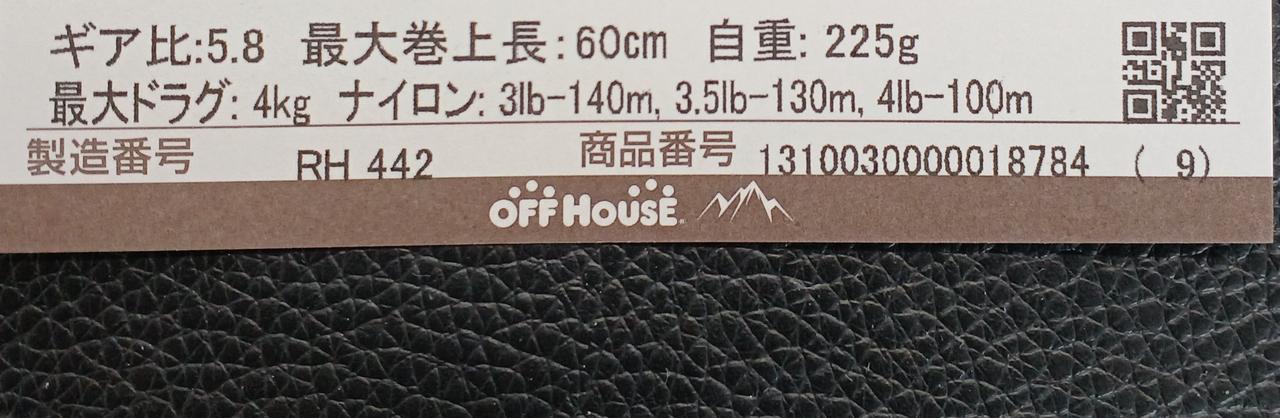 ギア比:5.8 最大巻上長:60cm 自重: 225g
最大ドラグ: 4kg ナイロン: 3lb-140m, 3.5lb-130m, 4lb-100m
製造番号 RH 442 商品番号 1310030000018784 ( 9)
OFF HOUSE